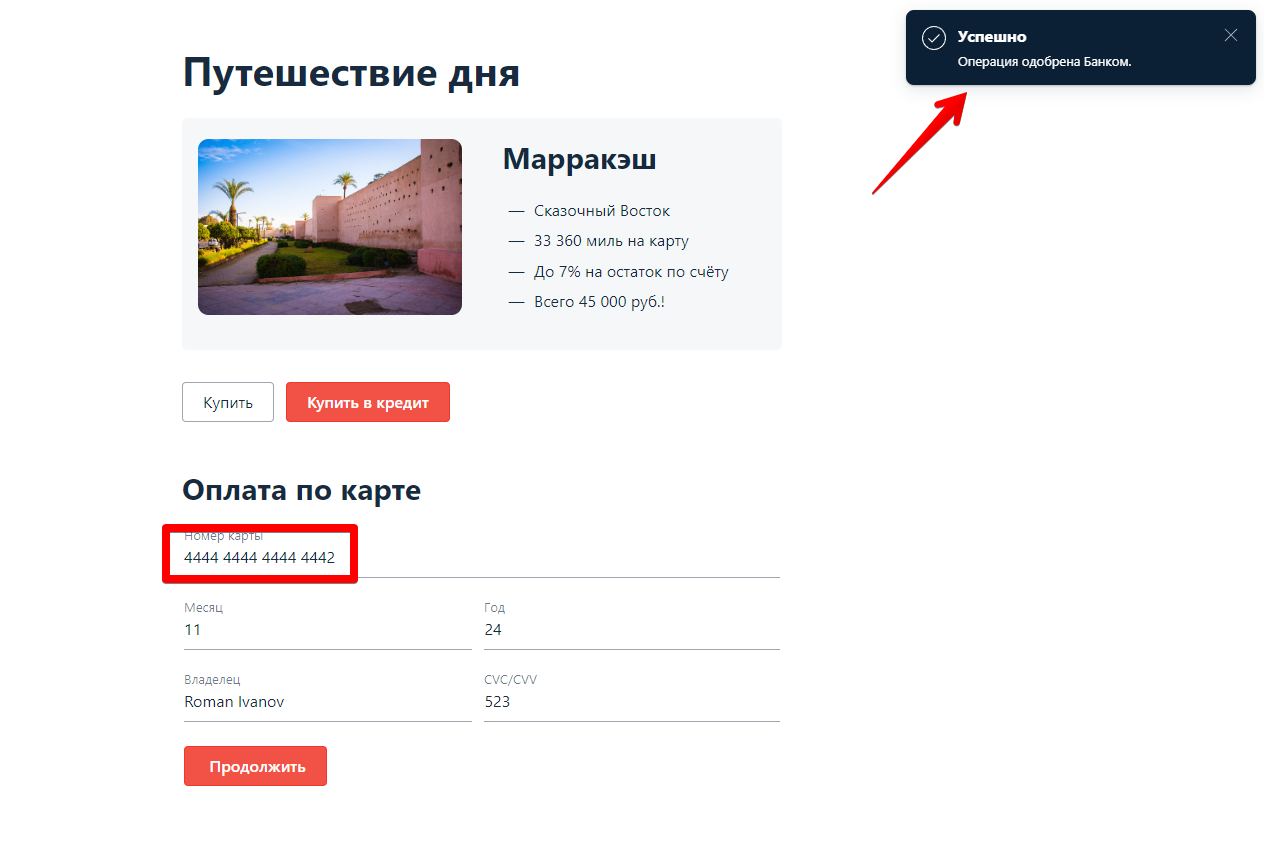 Успешно
Операция одобрена Банком.
Путешествие дня
Марракэш
— Сказочный Восток
— 33 360 миль на карту
— До 7% на остаток по счёту
— Всего 45 000 руб.!
Купить
Купить в кредит
Оплата по карте
Номер карты
4444 4444 4444 4442
Месяц
Год
11
24
Владелец
CVC/CVV
Roman Ivanov
523
Продолжить